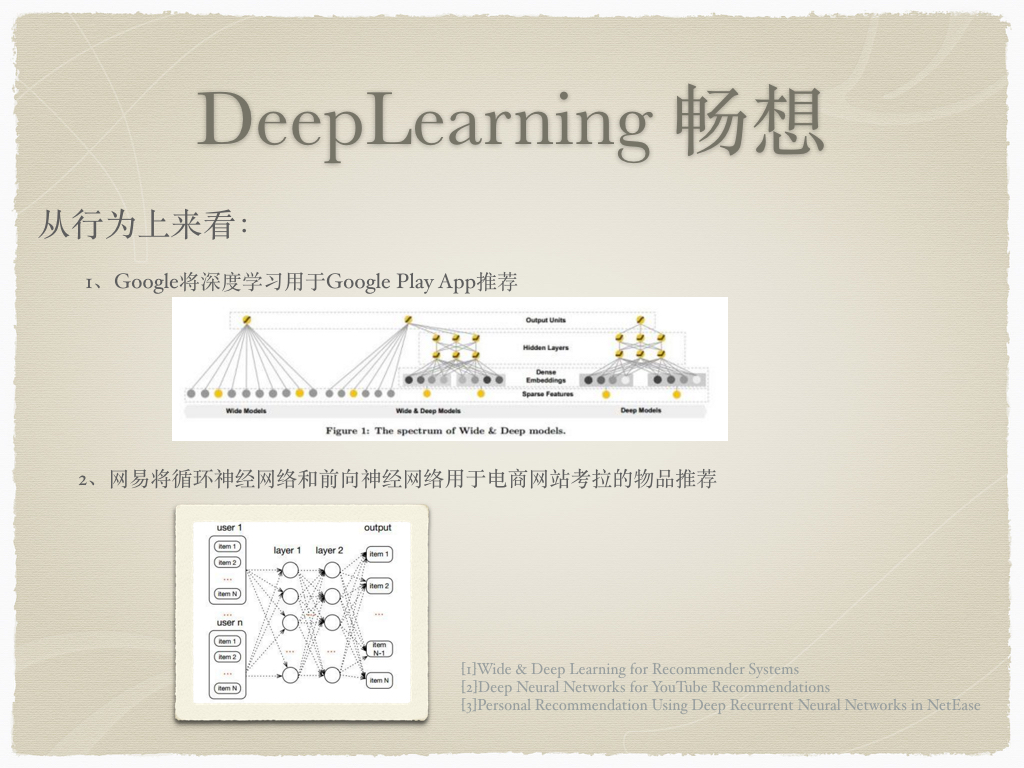 DeepLearning 畅想
从行为上来看：
1、Google将深度学习用于Google Play App推荐
Output Units
Hidden Layers
Dense
Embeddings
Sparse Features
Wide Models
Wide & Deep Models
Deep Models
Figure 1: The spectrum of Wide & Deep models.
2、网易将循环神经网络和前向神经网络用于电商网站考拉的物品推荐
user 1
output
item 1
item 2
...
item N
layer 1
layer 2
item 1
item 2
...
item N-1
item N
...
user n
item 1
item 2
...
item N
...
...
...
[1]Wide & Deep Learning for Recommender Systems
[2]Deep Neural Networks for YouTube Recommendations
[3]Personal Recommendation Using Deep Recurrent Neural Networks in NetEase